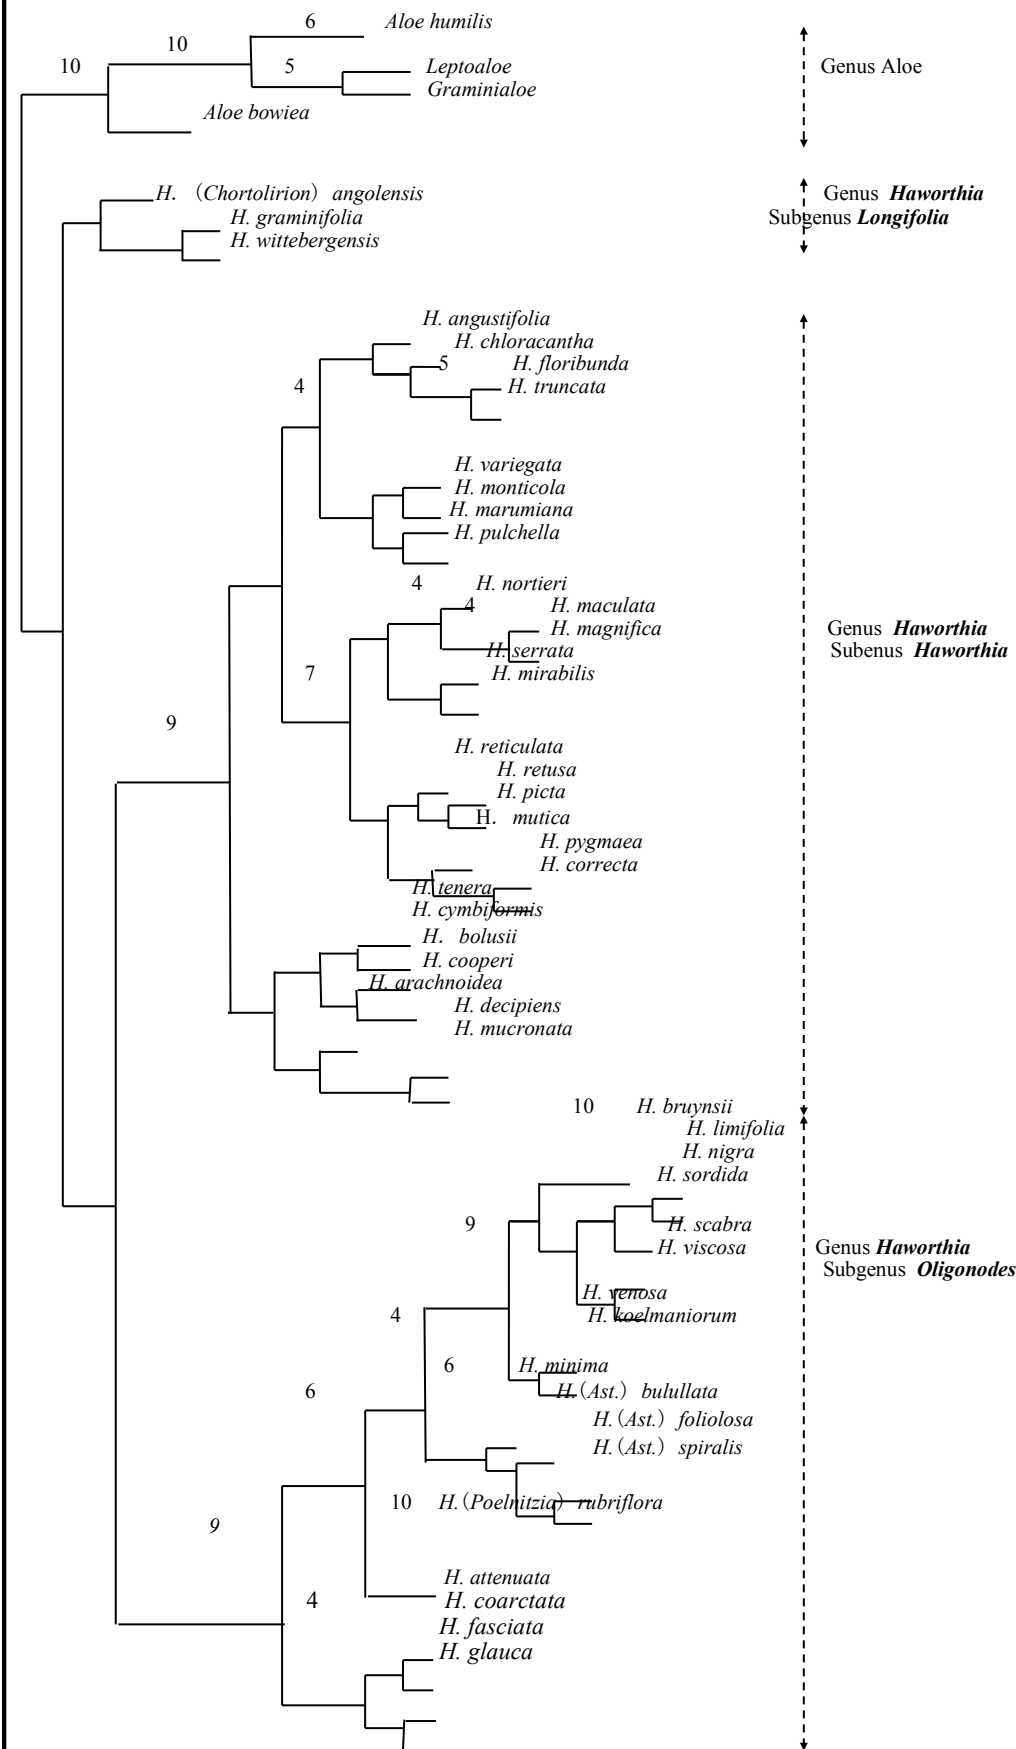 6
Aloe humilis
10
10
5
Leptoaloe
Genus Aloe
Graminialoe
Aloe bowiea
H. (Chortolirion) angolensis
Genus Haworthia
H. graminifolia
Subgenus Longifolia
H. wittebergensis
H. angustifolia
H. chloracantha
5
H. floribunda
4
H. truncata
H. variegata
H. monticola
H. marumiana
H. pulchella
4
H. nortieri
4
H. maculata
H. magnifica
Genus Haworthia
H. serrata
Subenus Haworthia
7
H. mirabilis
9
H. reticulata
H. retusa
H. picta
H. mutica
H. pygmaea
H. correcta
H. tenera
H. cymbiformis
H. bolusii
H. cooperi
H. arachnoidea
H. decipiens
H. mucronata
10
H. bruynsii
H. limifolia
H. nigra
H. sordida
9
H. scabra
H. viscosa
Genus Haworthia
Subgenus Oligonodes
H. venosa
4
H. koelmaniorum
6
H. minima
6
H. (Ast.) bulullata
H. (Ast.) foliolosa
H. (Ast.) spiralis
10
H. (Poelnitzia) rubriflora
9
H. attenuata
4
H. coarctata
H. fasciata
H. glauca